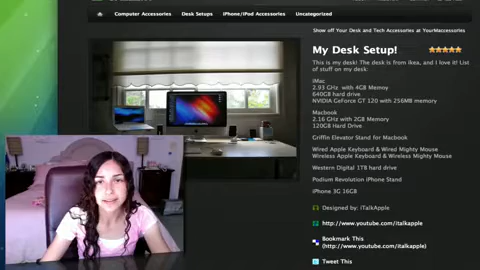 Computer Accessories Desk Setups iPhone/iPod Accessories Uncategorized
Show off Your Desk and Tech Accessories at YourMaccessories
My Desk Setup!
This is my desk! The desk is from ikea, and I love it! List
of stuff on my desk:
iMac
2.93 GHz with 4GB Memoy
640GB hard drive
NVIDIA GeForce GT 120 with 256MB memory
Macbook
2.16 GHz with 2GB Memory
120GB Hard Drive
Griffin Elevator Stand for Macbook
Wired Apple Keyboard & Wired Mighty Mouse
Wireless Apple Keyboard & Wireless Mighty Mouse
Western Digital 1TB hard drive
Podium Revolution iPhone Stand
iPhone 3G 16GB
Designed by: iTalkApple
http://www.youtube.com/italkapple
Bookmark This
(http://www.youtube.com/italkapple)
Tweet This